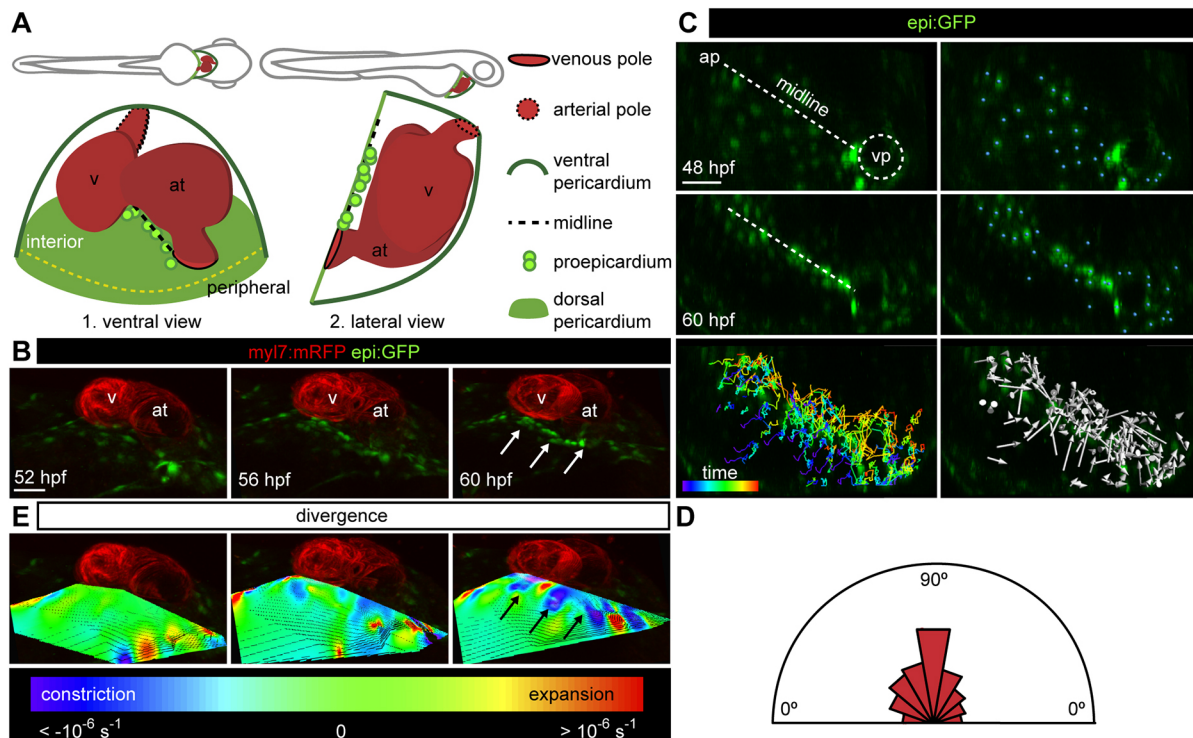 A
venous pole
arterial pole
ventral
pericardium
midline
proepicardium
dorsal
pericardium
v
at
interior
peripheral
1. ventral view
v
at
2. lateral view
B
myl7:mRFP epi:GFP
v
at
52 hpf
v
at
56 hpf
v
at
60 hpf
E
divergence
constriction
expansion
< -10⁻⁶ s⁻¹
0
> 10⁻⁶ s⁻¹
C
epi:GFP
ap
midline
vp
48 hpf
60 hpf
time
D
90º
0º
0º